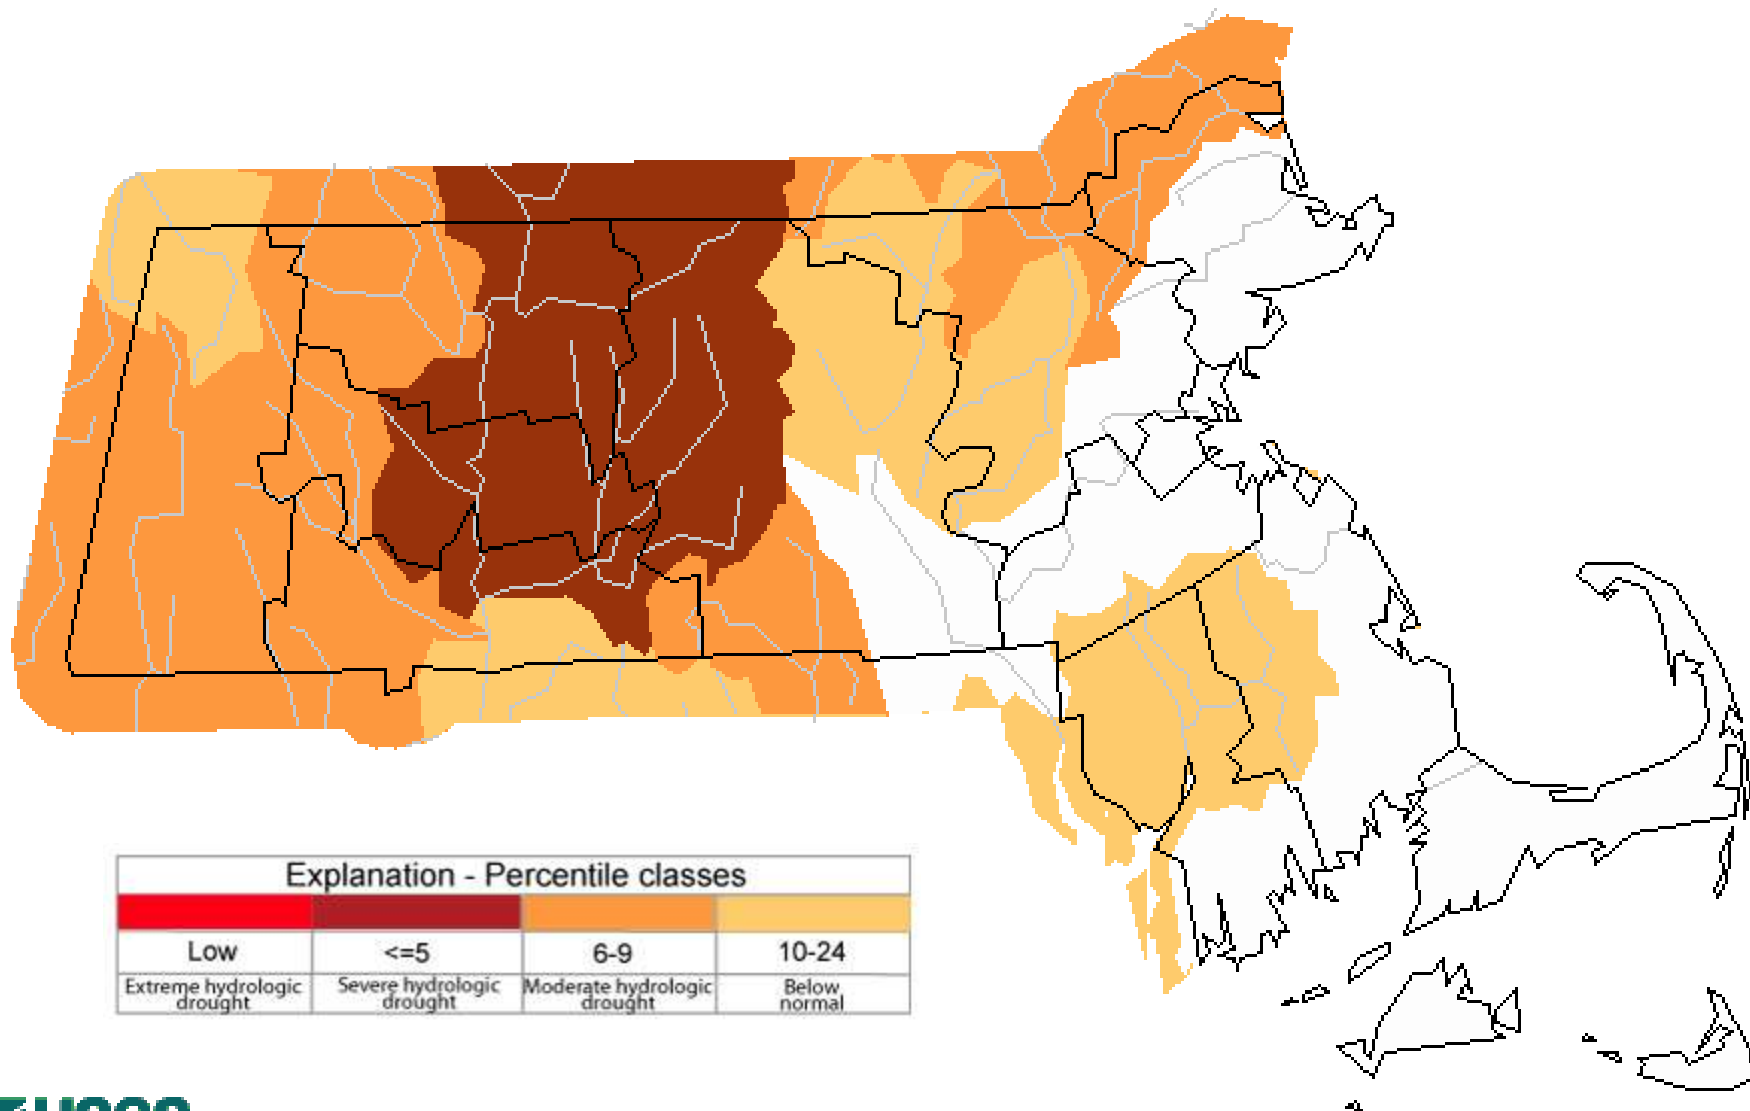 Explanation - Percentile classes
Low <=5 6-9 10-24
Extreme hydrologic drought
Severe hydrologic drought
Moderate hydrologic drought
Below normal